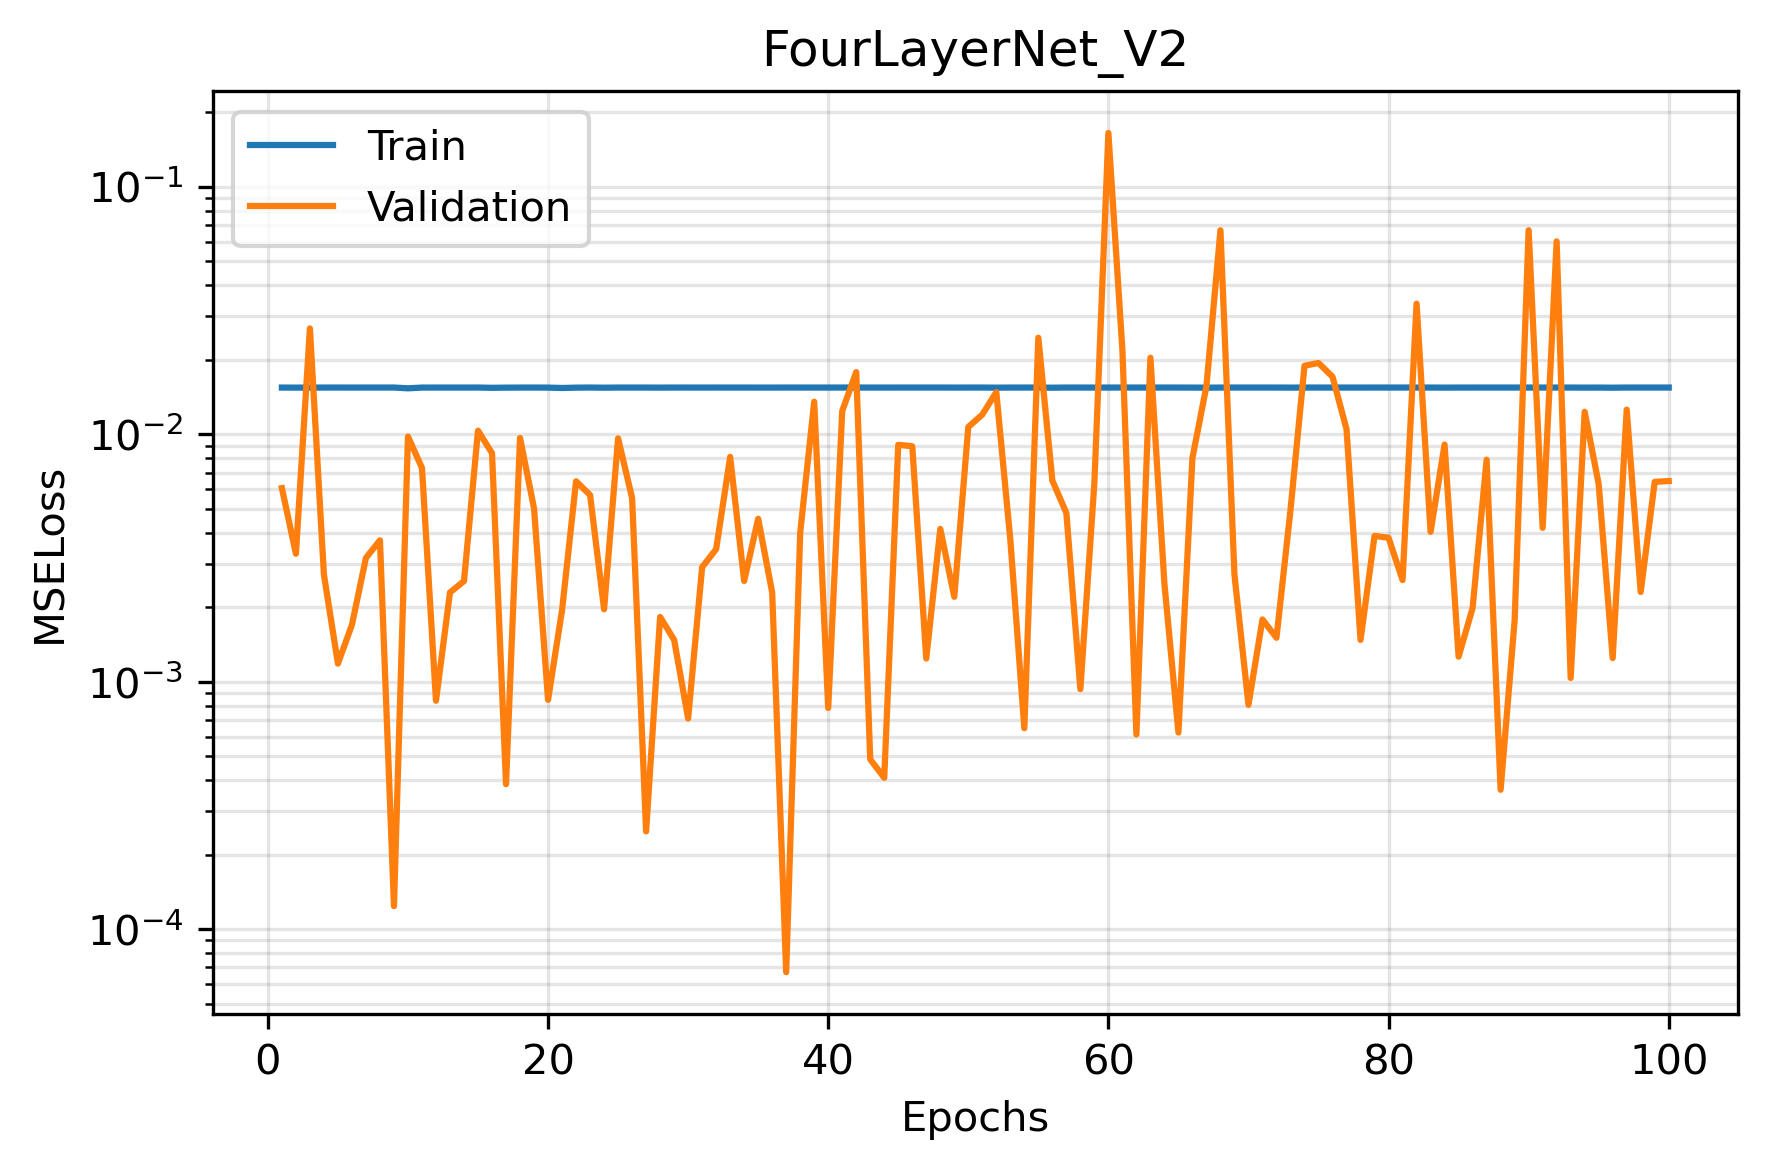 FourLayerNet_V2
Train
Validation
10⁻¹
10⁻²
10⁻³
10⁻⁴
MSELoss
0 20 40 60 80 100
Epochs